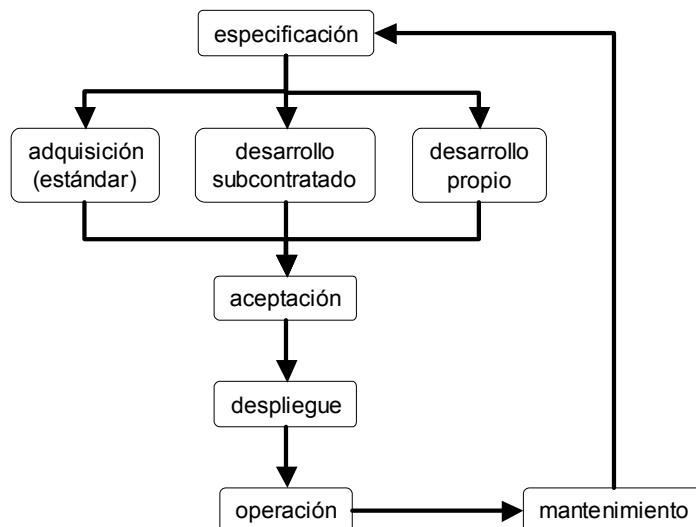 especificación
adquisición
(estándar)
desarrollo
subcontratado
desarrollo
propio
aceptación
despliegue
operación
mantenimiento